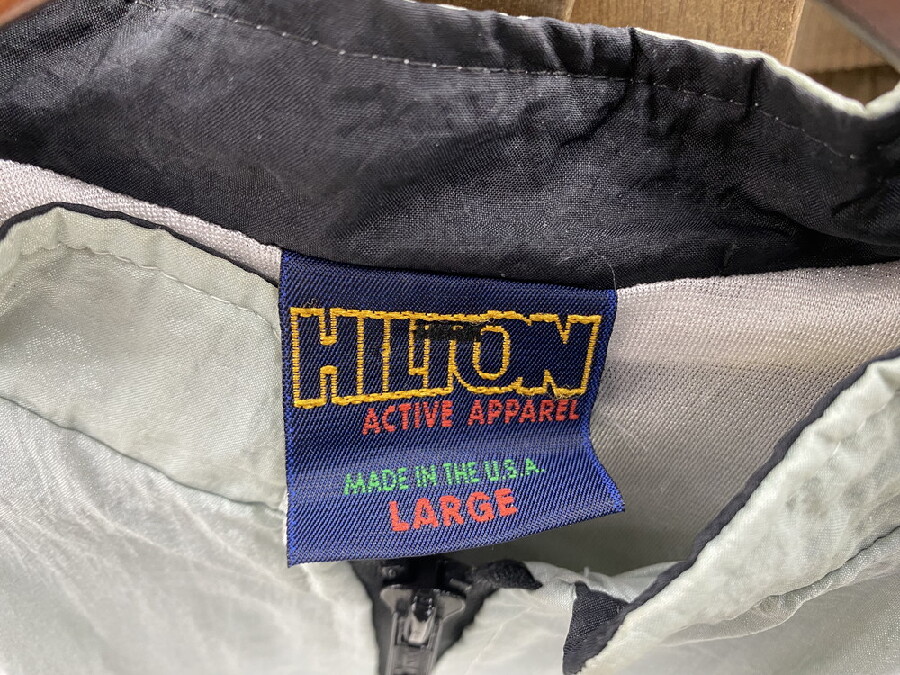 HILTON
ACTIVE APPAREL
MADE IN THE U.S.A.
LARGE